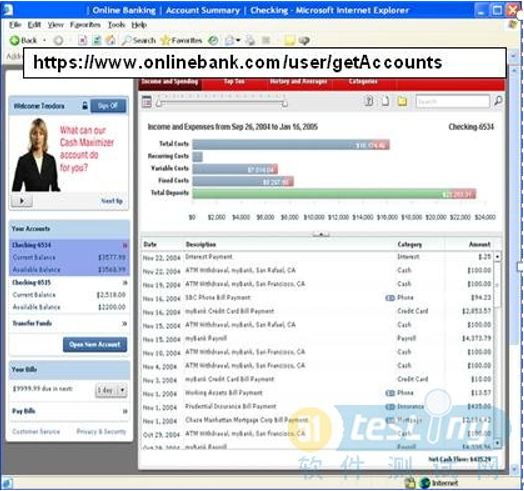 Online Banking | Account Summary | Checking - Microsoft Internet Explorer
File Edit View Favorites Tools Help
Back Search Favorites
https://www.onlinebank.com/user/getAccounts
Income and Spending Top Ten History and Averages Categories
Welcome Teodora Sign Off
What can our
Cash Maximizer
account do
for you?
Next tip
Search
Income and Expenses from Sep 26, 2004 to Jan 16, 2005 Checking-6534
Total Costs
Recurring Costs
Variable Costs
Fixed Costs
Total Deposits
$0 $2,000 $4,000 $6,000 $8,000 $10,000 $12,000 $14,000 $16,000 $18,000 $20,000 $22,000 $24,000
Your Accounts
Checking-6534
Current Balance $3577.99
Available Balance $3568.99
Checking-6515
Current Balance $2,518.00
Available Balance $2200.00
Transfer Funds
Open New Account
Your Bills
$9999.99 due in next: 1 day
Pay Bills
Customer Service Privacy & Security
Date Description Category Amount
Nov 22, 2004 Interest Payment Interest $.25
Nov 22, 2004 ATM Withdrawal, myBank, San Rafael, CA Cash $100.00
Nov 19, 2004 ATM Withdrawal, myBank, San Francisco, CA Cash $100.00
Nov 16, 2004 SBC Phone Bill Payment Phone $94.23
Nov 16, 2004 myBank Credit Card Bill Payment Credit Card $2,853.57
Nov 15, 2004 ATM Withdrawal, myBank, San Rafael, CA Cash $100.00
Nov 15, 2004 myBank Payroll Payroll $4,373.79
Nov 10, 2004 ATM Withdrawal, myBank, San Francisco, CA Cash $100.00
Nov 4, 2004 ATM Withdrawal, myBank, San Francisco, CA Cash $100.00
Nov 3, 2004 myBank Credit Card Bill Payment Credit Card $10.00
Nov 1, 2004 Working Assets Bill Payment Phone $13.57
Nov 1, 2004 Prudential Insurance Bill Payment Insurance $435.00
Nov 1, 2004 Chase Manhattan Mortgage Corp Bill Payment Mortgage
Oct 29, 2004 ATM Withdrawal, myBank, San Francisco, CA Cash $100.00
Oct 29, 2004 myBank Payroll Payroll
Net Cash Flow: $435.29
testing
软件测试网
Internet